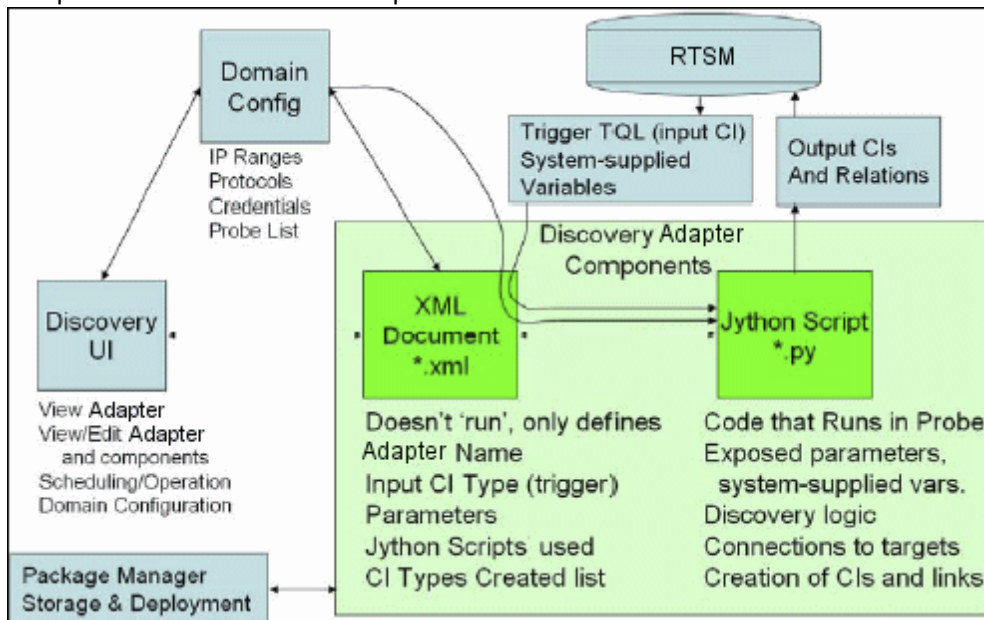 Domain
Config
IP Ranges
Protocols
Credentials
Probe List
RTSM
Trigger TQL (input CI)
System-supplied
Variables
Output CIs
And Relations
Discovery Adapter
Components
Discovery
UI
View Adapter
View/Edit Adapter
and components
Scheduling/Operation
Domain Configuration
XML
Document
*.xml
Doesn't 'run', only defines
Adapter Name
Input CI Type (trigger)
Parameters
Jython Scripts used
CI Types Created list
Jython Script
*.py
Code that Runs in Probe
Exposed parameters,
system-supplied vars.
Discovery logic
Connections to targets
Creation of CIs and links
Package Manager
Storage & Deployment